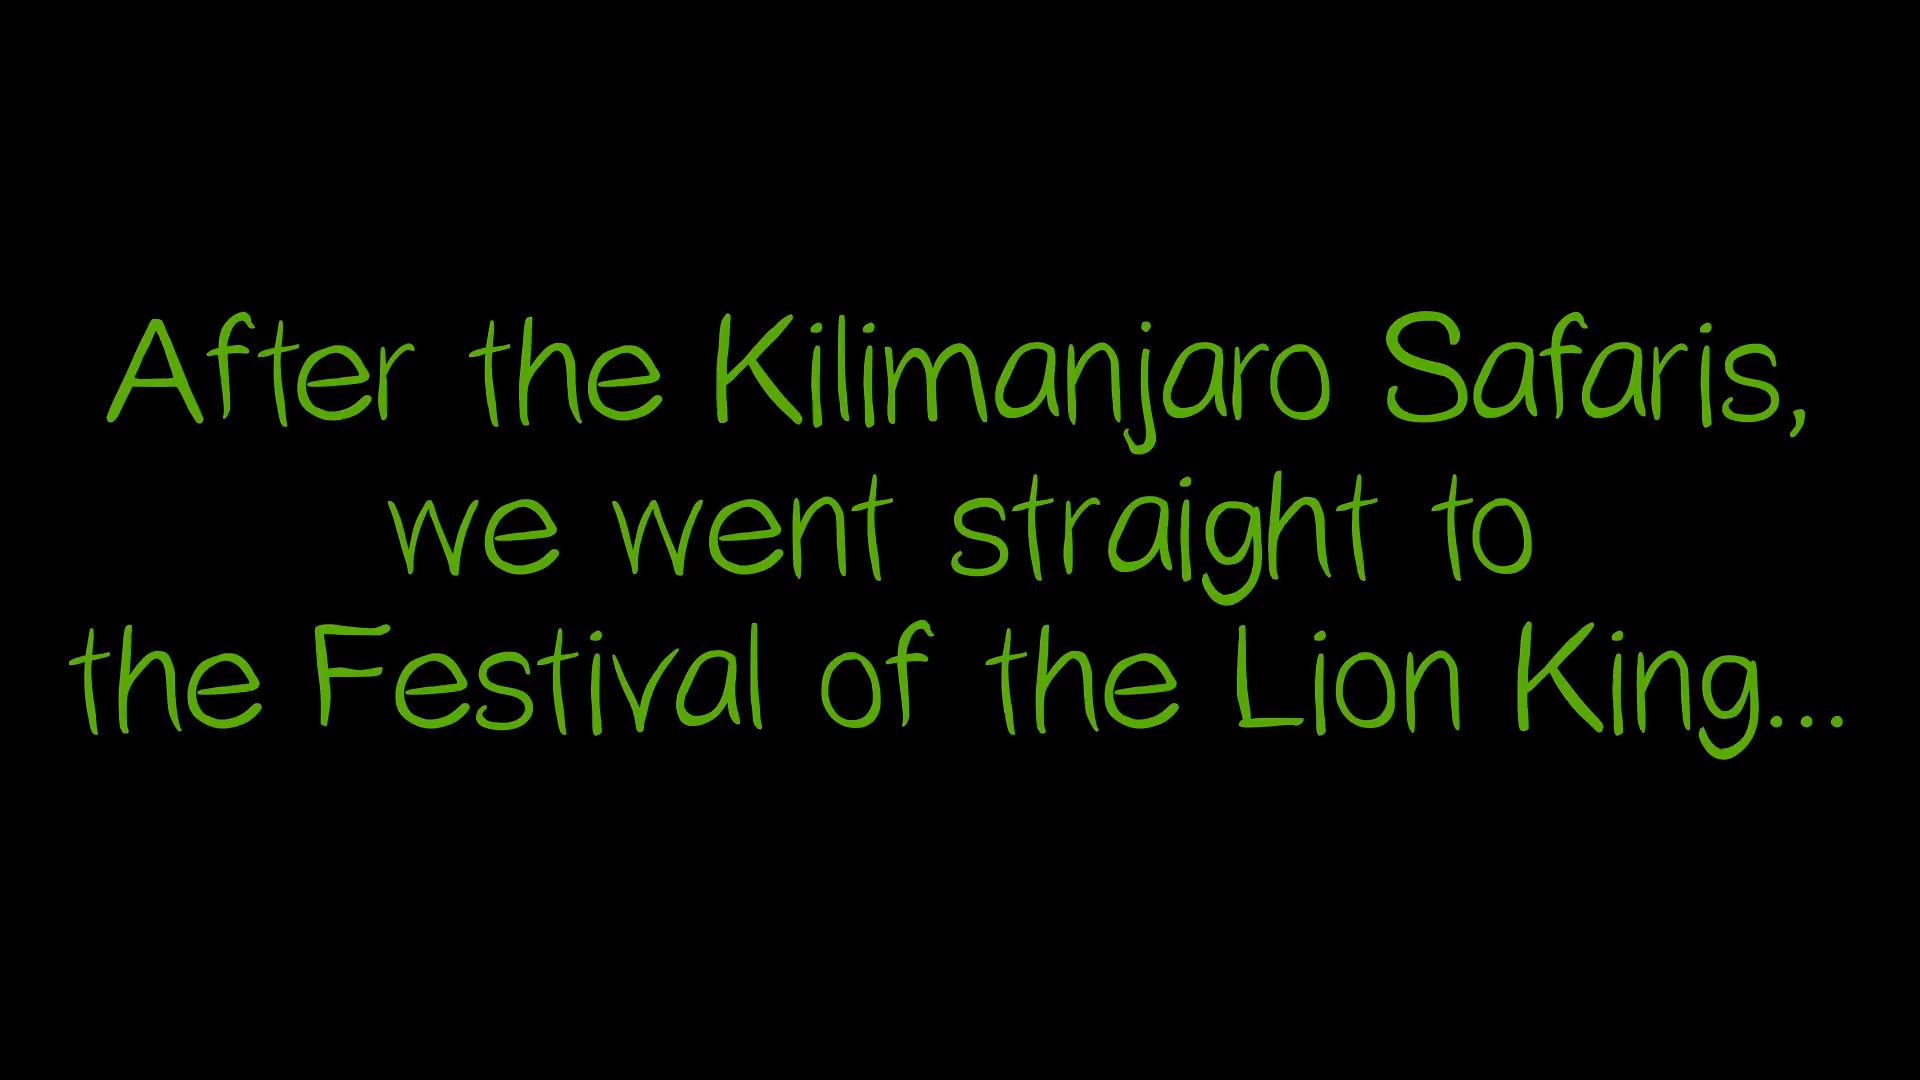 After the Kilimanjaro Safaris,
we went straight to
the Festival of the Lion King...